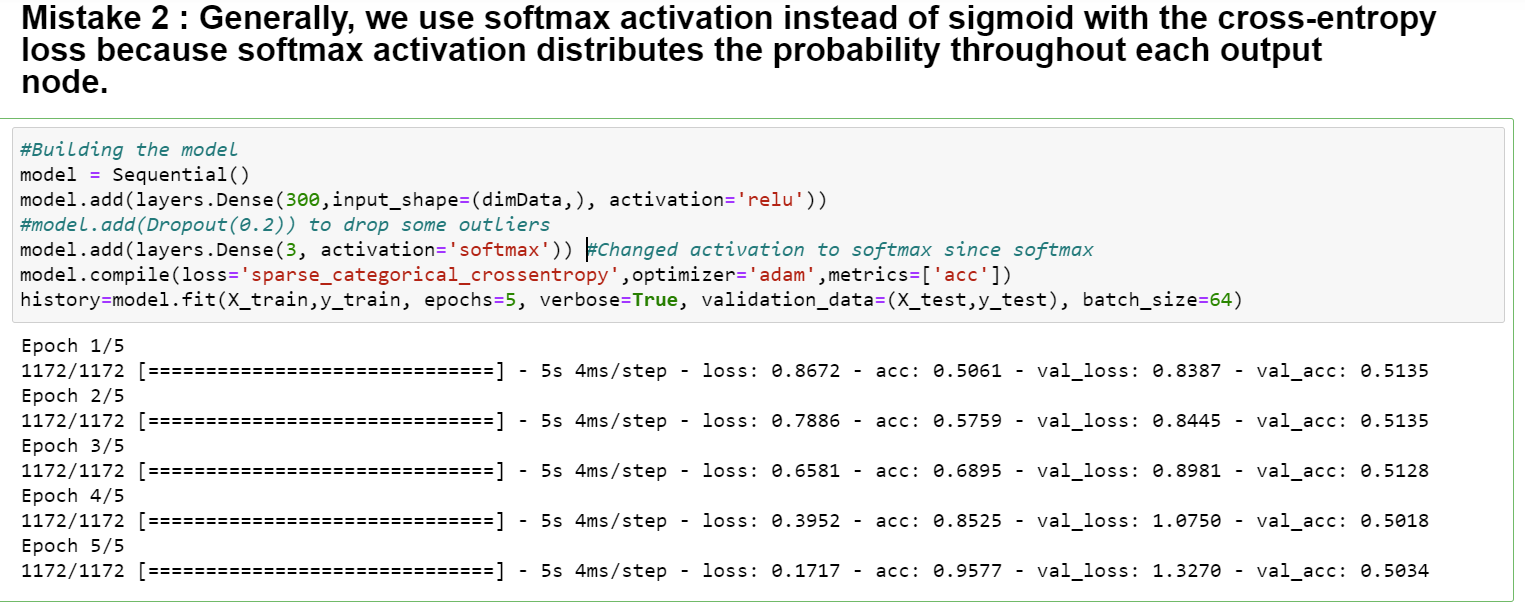 Mistake 2 : Generally, we use softmax activation instead of sigmoid with the cross-entropy
loss because softmax activation distributes the probability throughout each output
node.
#Building the model
model = Sequential()
model.add(layers.Dense(300,input_shape=(dimData,), activation='relu'))
#model.add(Dropout(0.2)) to drop some outliers
model.add(layers.Dense(3, activation='softmax')) #Changed activation to softmax since softmax
model.compile(loss='sparse_categorical_crossentropy',optimizer='adam',metrics=['acc'])
history=model.fit(X_train,y_train, epochs=5, verbose=True, validation_data=(X_test,y_test), batch_size=64)
Epoch 1/5
1172/1172 [==============================] - 5s 4ms/step - loss: 0.8672 - acc: 0.5061 - val_loss: 0.8387 - val_acc: 0.5135
Epoch 2/5
1172/1172 [==============================] - 5s 4ms/step - loss: 0.7886 - acc: 0.5759 - val_loss: 0.8445 - val_acc: 0.5135
Epoch 3/5
1172/1172 [==============================] - 5s 4ms/step - loss: 0.6581 - acc: 0.6895 - val_loss: 0.8981 - val_acc: 0.5128
Epoch 4/5
1172/1172 [==============================] - 5s 4ms/step - loss: 0.3952 - acc: 0.8525 - val_loss: 1.0750 - val_acc: 0.5018
Epoch 5/5
1172/1172 [==============================] - 5s 4ms/step - loss: 0.1717 - acc: 0.9577 - val_loss: 1.3270 - val_acc: 0.5034